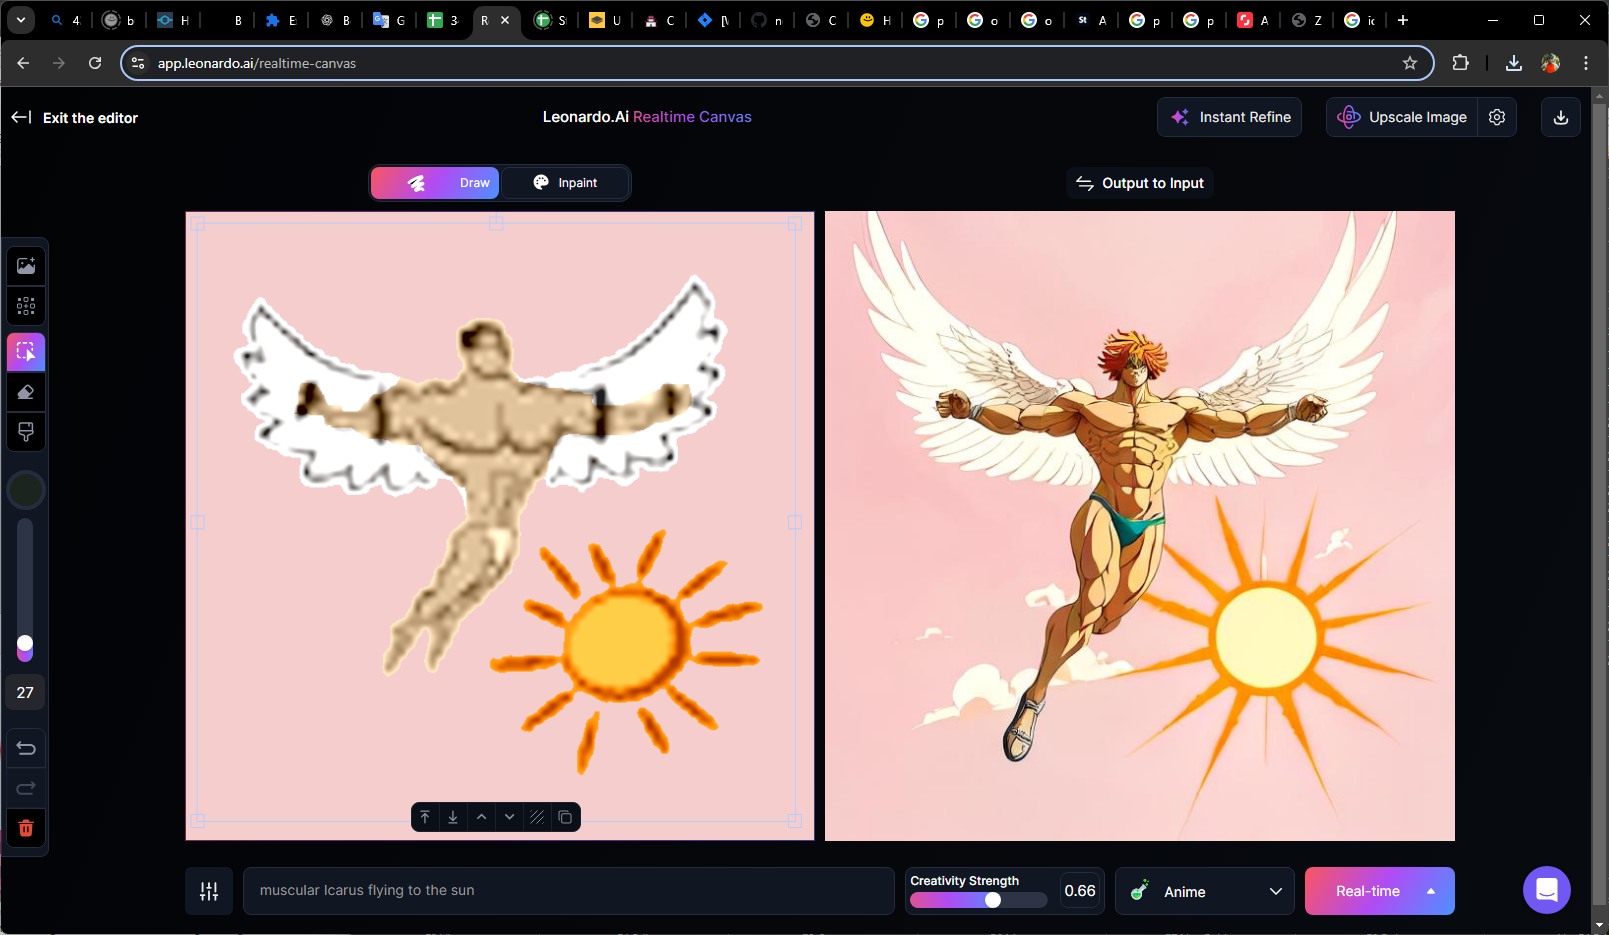 4
b
H
B
E
B
G
3
R
S
U
C
[\
n
C
H
p
o
o
St A
p
p
A
Z
ic
app.leonardo.ai/realtime-canvas
Exit the editor
Leonardo.Ai Realtime Canvas
Instant Refine
Upscale Image
Draw
Inpaint
Output to Input
27
muscular Icarus flying to the sun
Creativity Strength
0.66
Anime
Real-time